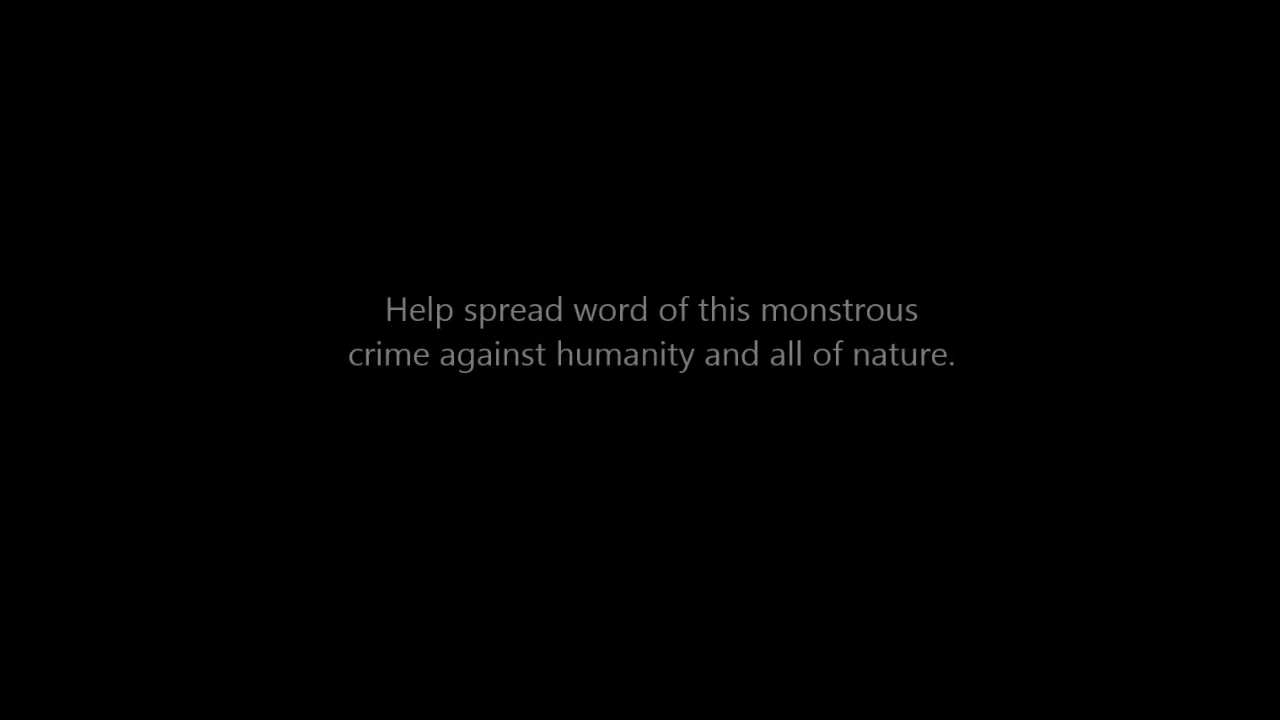 Help spread word of this monstrous
crime against humanity and all of nature.